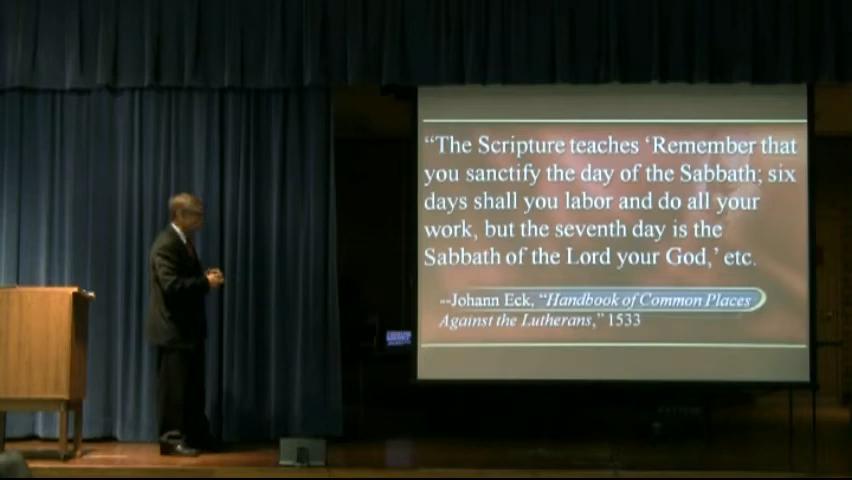 “The Scripture teaches ‘Remember that
you sanctify the day of the Sabbath; six
days shall you labor and do all your
work, but the seventh day is the
Sabbath of the Lord your God,’ etc.
--Johann Eck, “Handbook of Common Places
Against the Lutherans,” 1533